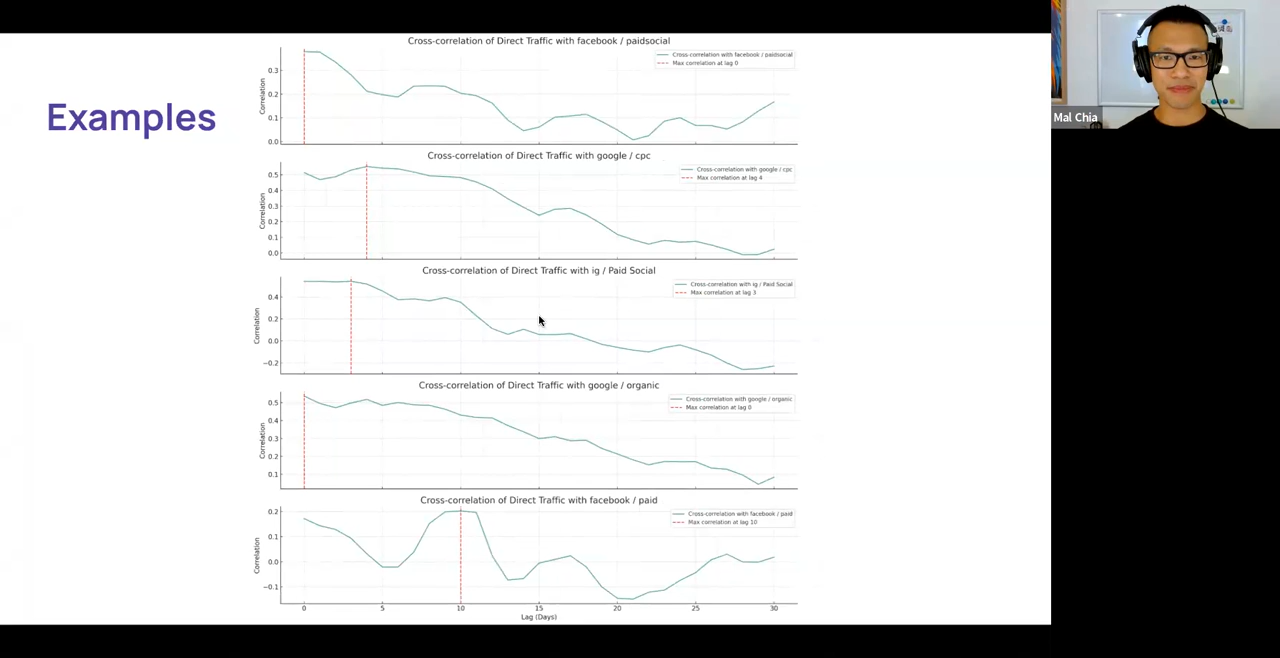 Examples
Cross-correlation of Direct Traffic with facebook / paidsocial
Cross-correlation with facebook / paidsocial
Max correlation at lag 0
Correlation
0.3
0.2
0.1
0.0
Cross-correlation of Direct Traffic with google / cpc
Cross-correlation with google / cpc
Max correlation at lag 4
Correlation
0.5
0.4
0.3
0.2
0.1
0.0
Cross-correlation of Direct Traffic with ig / Paid Social
Cross-correlation with ig / Paid Social
Max correlation at lag 3
Correlation
0.4
0.2
0.0
−0.2
Cross-correlation of Direct Traffic with google / organic
Cross-correlation with google / organic
Max correlation at lag 0
Correlation
0.5
0.4
0.3
0.2
0.1
Cross-correlation of Direct Traffic with facebook / paid
Cross-correlation with facebook / paid
Max correlation at lag 10
Correlation
0.2
0.1
0.0
−0.1
0 5 10 15 20 25 30
Lag (Days)
Mal Chia